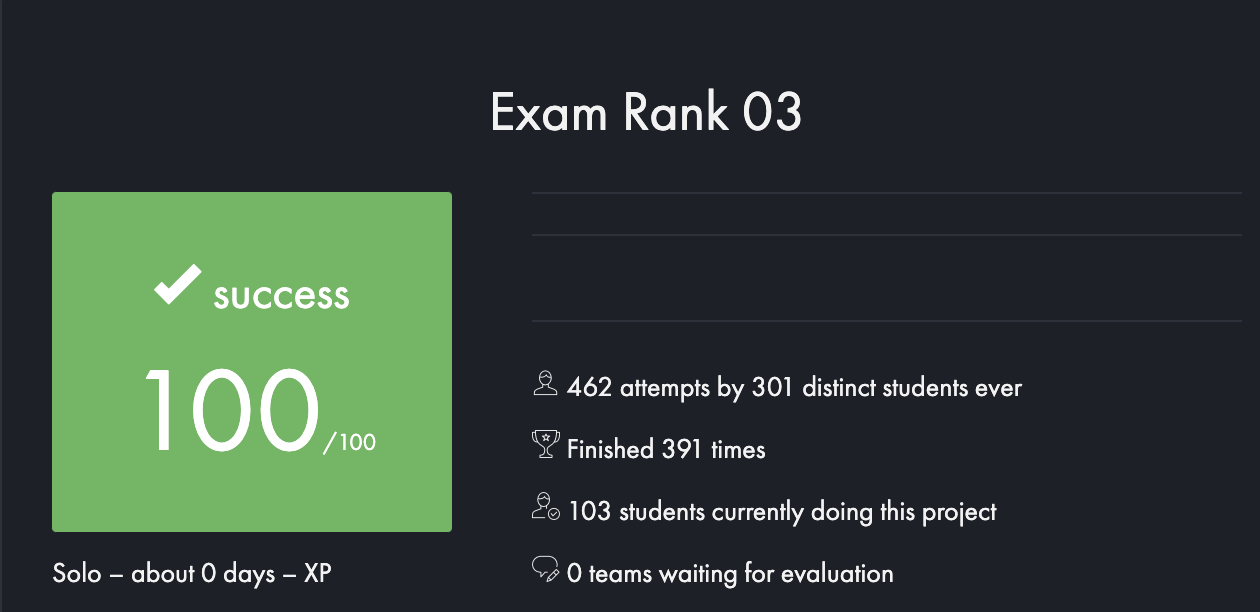 Exam Rank 03
success
100/100
Solo – about 0 days – XP
462 attempts by 301 distinct students ever
Finished 391 times
103 students currently doing this project
0 teams waiting for evaluation